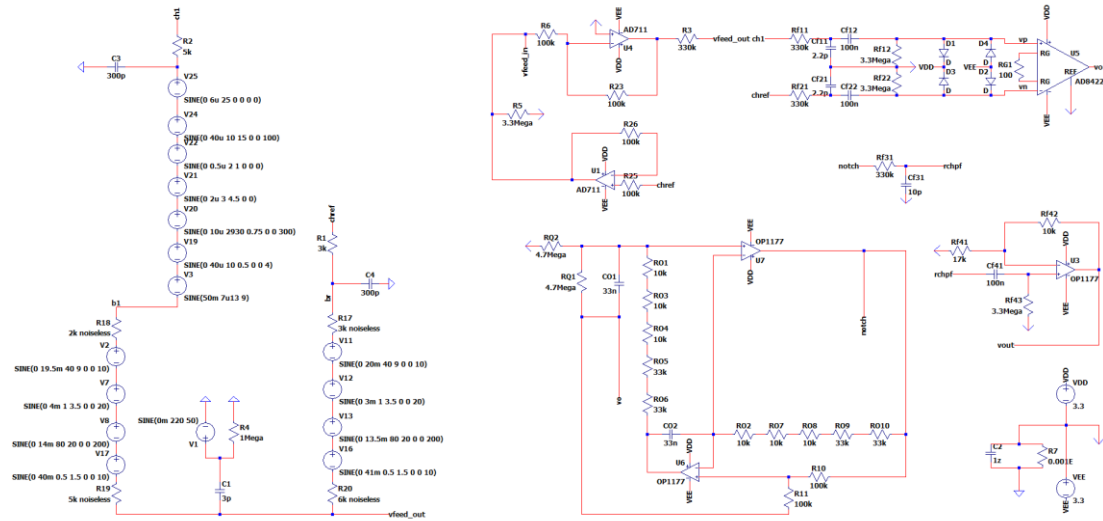 ch1
R2
5k
C3
300p
V25
SINE(0 6u 25 0 0 0 0)
V24
SINE(0 40u 10 15 0 0 100)
V22
SINE(0 0.5u 2 1 0 0 0)
V21
SINE(0 2u 3 4.5 0 0)
V20
SINE(0 10u 2930 0.75 0 0 300)
V19
SINE(0 40u 10 0.5 0 0 4)
V3
SINE(50m 7u13 9)
b1
R18
2k noiseless
V2
SINE(0 19.5m 40 9 0 0 10)
V7
SINE(0 4m 1 3.5 0 0 20)
V8
SINE(0 14m 80 20 0 0 200)
V17
SINE(0 40m 0.5 1.5 0 0 10)
R19
5k noiseless
SINE(0m 220 50)
V1
R4
1Mega
C1
3p
chref
R1
3k
C4
300p
br
R17
3k noiseless
V11
SINE(0 20m 40 9 0 0 10)
V12
SINE(0 3m 1 3.5 0 0 20)
V13
SINE(0 13.5m 80 20 0 0 200)
V16
SINE(0 41m 0.5 1.5 0 0 10)
R20
6k noiseless
vfeed_out
vfeed_in
R6
100k
VEE
AD711
U4
VDD
R23
100k
R3
330k
vfeed_out
R5
3.3Mega
R26
100k
VDD
U1
AD711
VEE
R25
100k
chref
ch1
Rf11
330k
Cf12
100n
Cf11
2.2p
Rf12
3.3Mega
VDD
VEE
D1
D
D4
D
D3
D
D2
D
Cf21
2.2p
Rf22
3.3Mega
chref
Rf21
330k
Cf22
100n
vp
vn
RG1
100
RG
RG
REF
VDD
U5
AD8422
VEE
vo
notch
Rf31
330k
rchpf
Cf31
10p
RQ2
4.7Mega
RQ1
4.7Mega
CO1
33n
RO1
10k
RO3
10k
RO4
10k
RO5
33k
RO6
33k
vo
VEE
OP1177
U7
VDD
notch
CO2
33n
RO2
10k
RO7
10k
RO8
10k
RO9
33k
RO10
33k
VDD
U6
OP1177
VEE
R10
100k
R11
100k
Rf42
10k
Rf41
17k
VDD
U3
OP1177
VEE
rchpf
Cf41
100n
Rf43
3.3Mega
vout
VDD
VDD
3.3
C2
1z
R7
0.001E
VEE
3.3
VEE